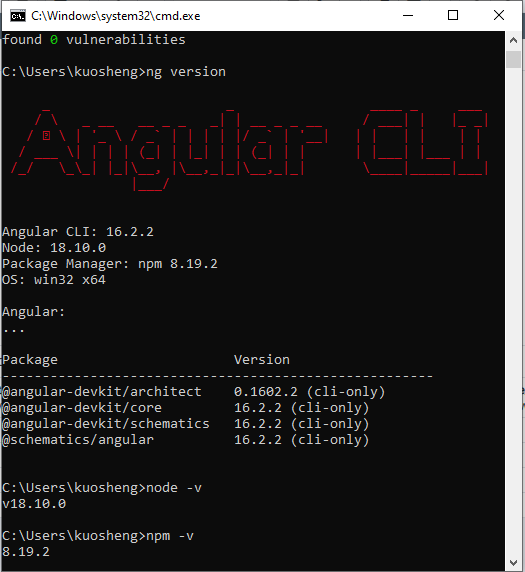 C:\Windows\system32\cmd.exe
found 0 vulnerabilities
C:\Users\kuosheng>ng version
Angular CLI
Angular CLI: 16.2.2
Node: 18.10.0
Package Manager: npm 8.19.2
OS: win32 x64
Angular:
...
Package Version
------------------------------------------------------
@angular-devkit/architect 0.1602.2 (cli-only)
@angular-devkit/core 16.2.2 (cli-only)
@angular-devkit/schematics 16.2.2 (cli-only)
@schematics/angular 16.2.2 (cli-only)
C:\Users\kuosheng>node -v
v18.10.0
C:\Users\kuosheng>npm -v
8.19.2